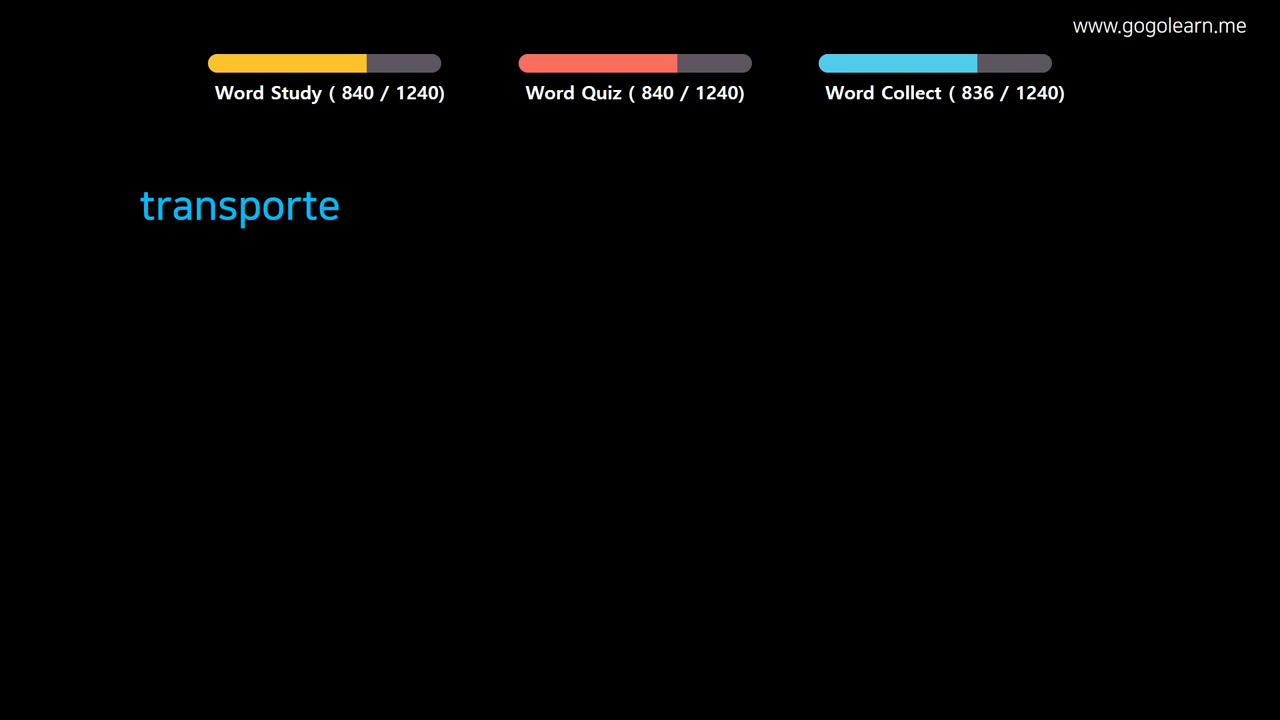 www.gogolearn.me
Word Study ( 840 / 1240)
Word Quiz ( 840 / 1240)
Word Collect ( 836 / 1240)
transporte